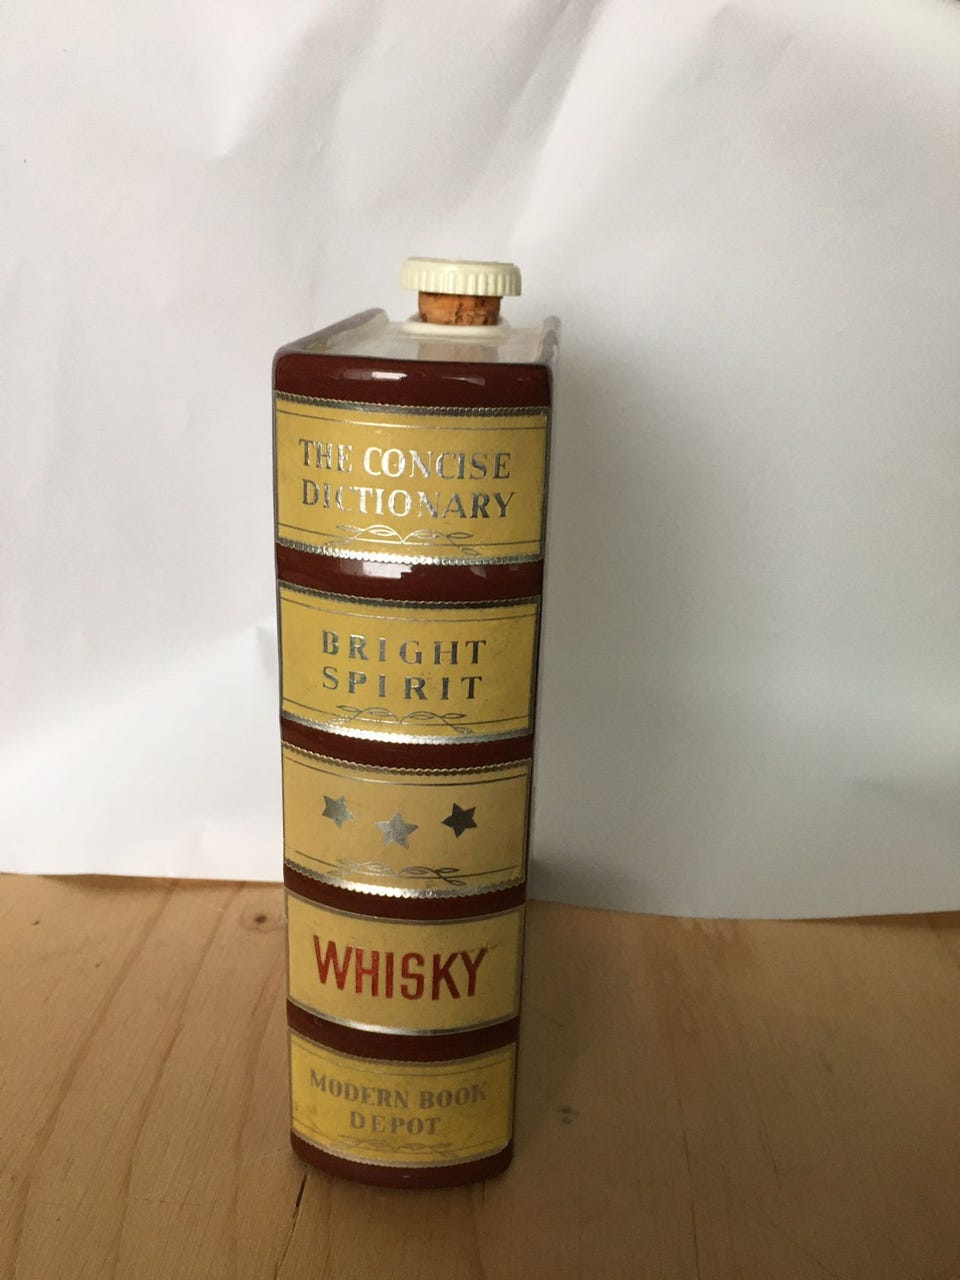 THE CONCISE
DICTIONARY
BRIGHT
SPIRIT
WHISKY
MODERN BOOK
DEPOT